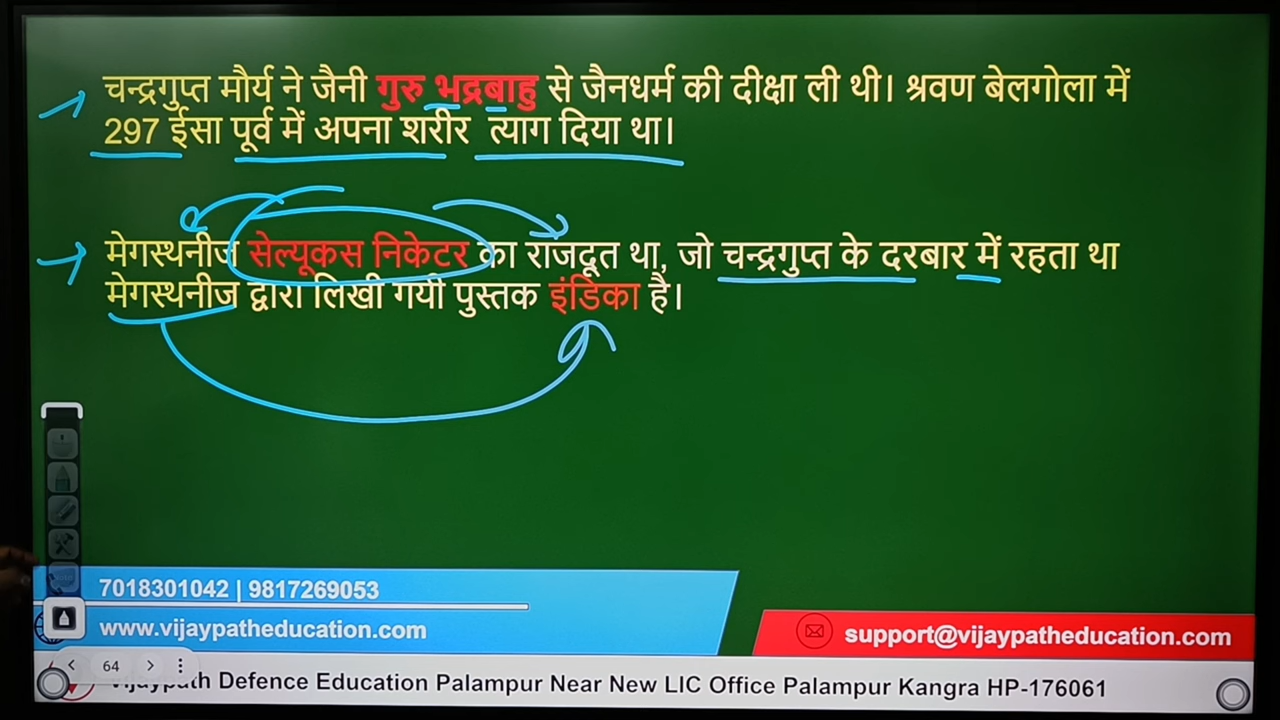 चन्द्रगुप्त मौर्य ने जैनी गुरु भद्रबाहु से जैनधर्म की दीक्षा ली थी। श्रवण बेलगोला में
297 ईसा पूर्व में अपना शरीर त्याग दिया था।
मेगस्थनीज सेल्यूकस निकेटर का राजदूत था, जो चन्द्रगुप्त के दरबार में रहता था
मेगस्थनीज द्वारा लिखी गयी पुस्तक इंडिका है।
7018301042 | 9817269053
www.vijaypatheducation.com
support@vijaypatheducation.com
64
Vijaypath Defence Education Palampur Near New LIC Office Palampur Kangra HP-176061